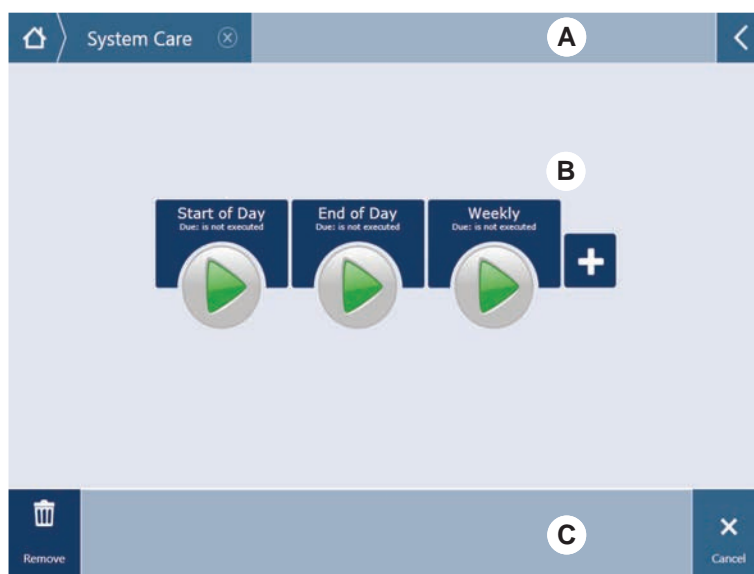 System Care
A
B
Start of Day
Due: is not executed
End of Day
Due: is not executed
Weekly
Due: is not executed
Remove
C
Cancel